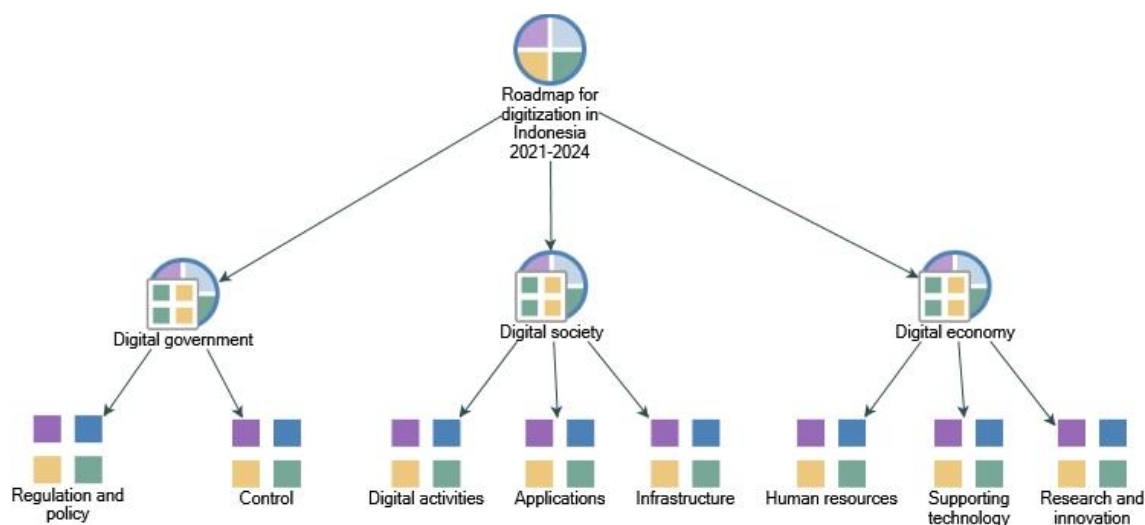 Roadmap for
digitization in
Indonesia
2021-2024
Digital government
Digital society
Digital economy
Regulation and
policy
Control
Digital activities
Applications
Infrastructure
Human resources
Supporting
technology
Research and
innovation